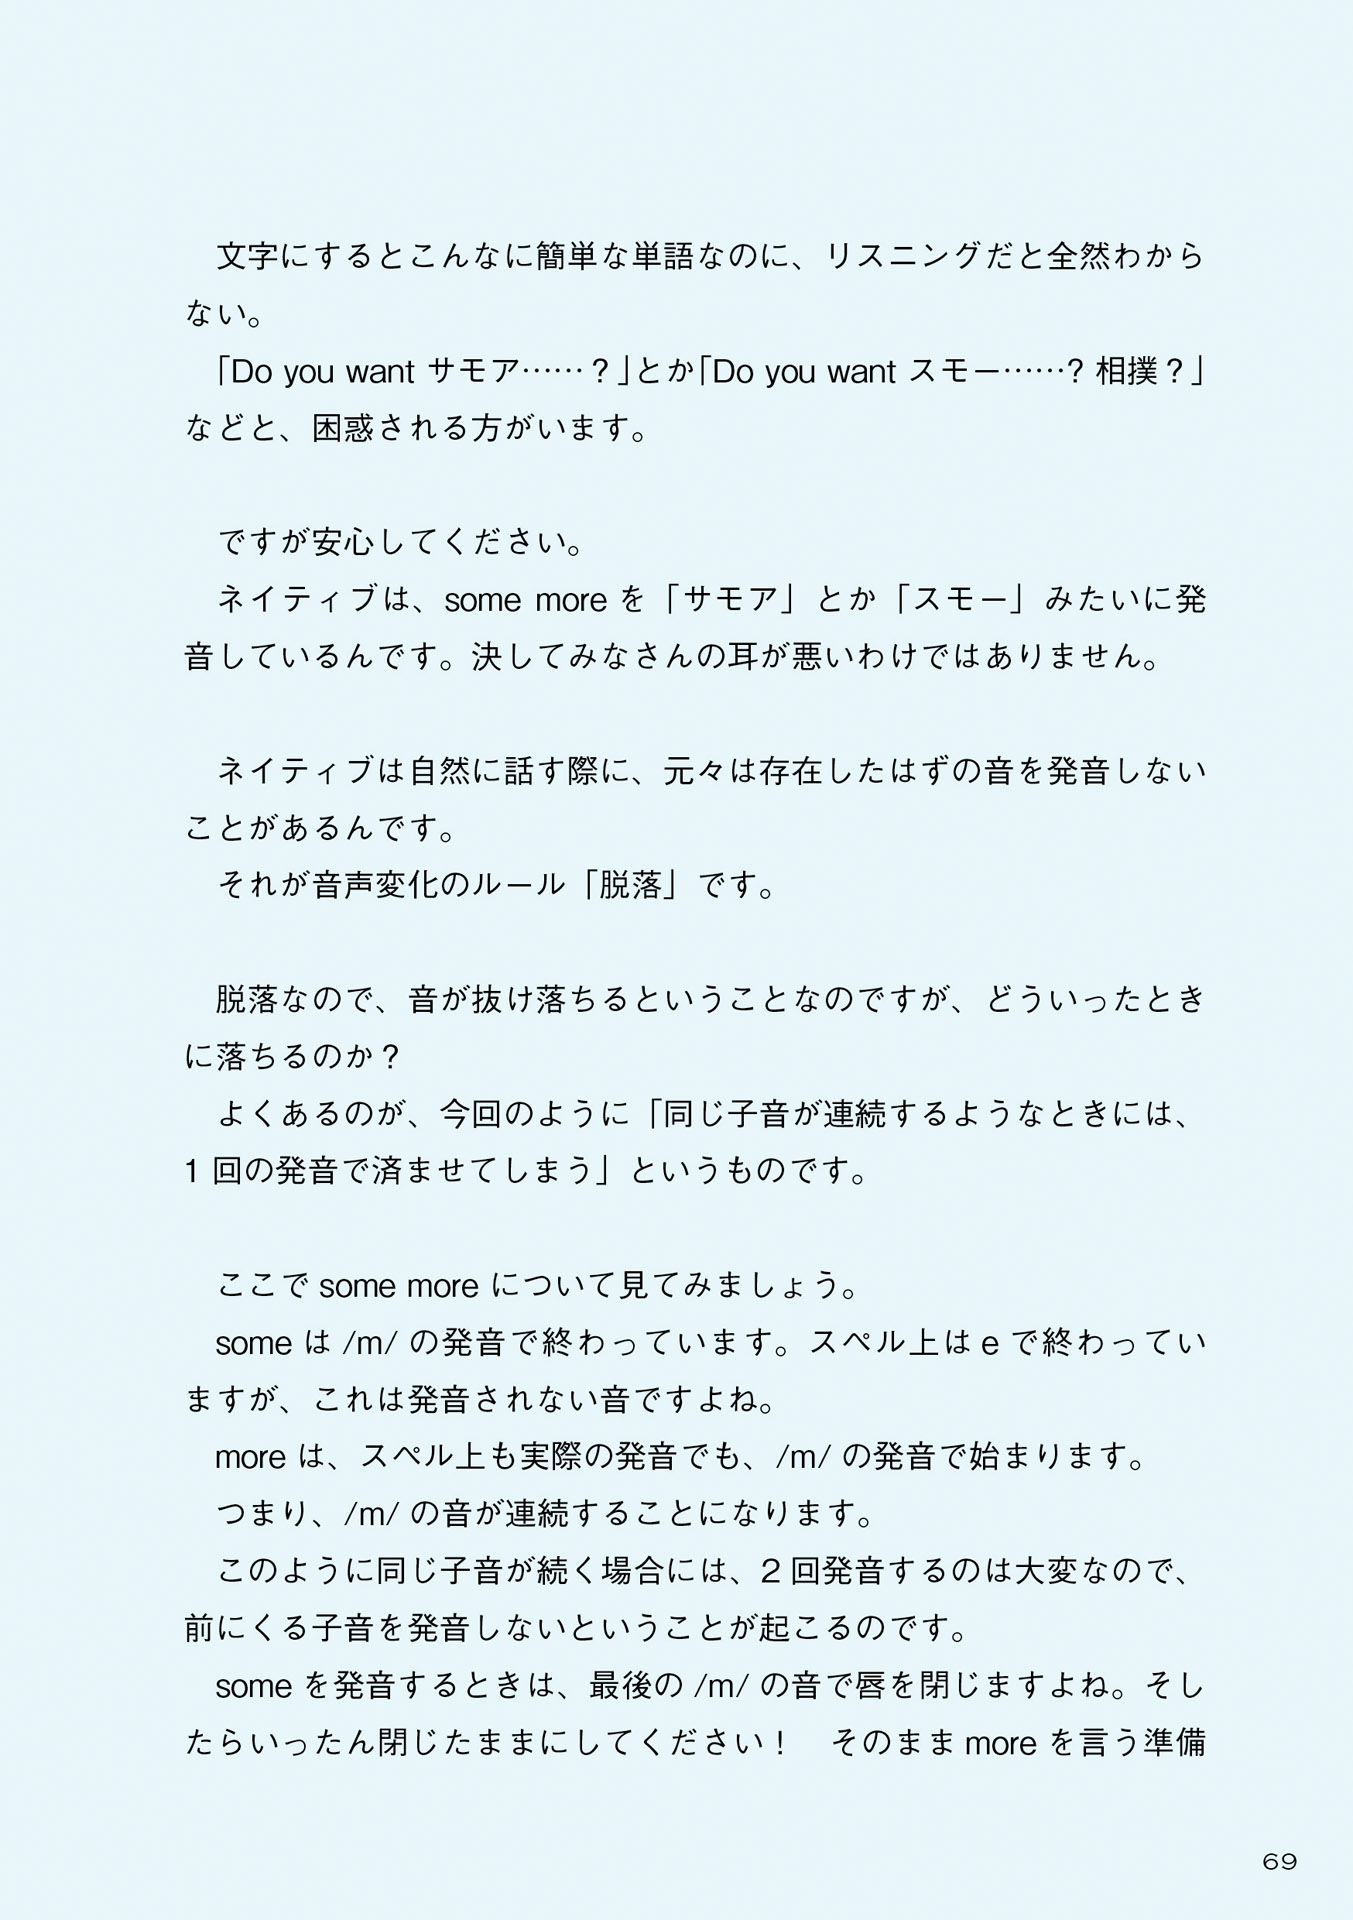 文字にするとこんなに簡単な単語なのに、リスニングだと全然わから
ない。
「Do you want サモア……？」とか「Do you want スモー……? 相撲？」
などと、困惑される方がいます。
ですが安心してください。
ネイティブは、some more を「サモア」とか「スモー」みたいに発
音しているんです。決してみなさんの耳が悪いわけではありません。
ネイティブは自然に話す際に、元々は存在したはずの音を発音しない
ことがあるんです。
それが音声変化のルール「脱落」です。
脱落なので、音が抜け落ちるということなのですが、どういったとき
に落ちるのか？
よくあるのが、今回のように「同じ子音が連続するようなときには、
1 回の発音で済ませてしまう」というものです。
ここで some more について見てみましょう。
some は /m/ の発音で終わっています。スペル上は e で終わってい
ますが、これは発音されない音ですよね。
more は、スペル上も実際の発音でも、/m/ の発音で始まります。
つまり、/m/ の音が連続することになります。
このように同じ子音が続く場合には、2 回発音するのは大変なので、
前にくる子音を発音しないということが起こるのです。
some を発音するときは、最後の /m/ の音で唇を閉じますよね。そし
たらいったん閉じたままにしてください！　そのまま more を言う準備
69